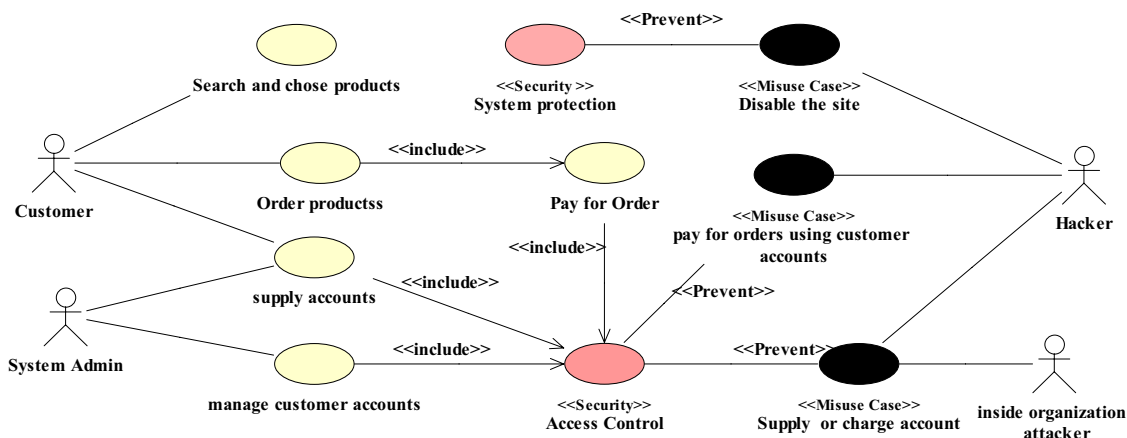 <<Prevent>>
Search and chose products
<<Security>>
System protection
<<Misuse Case>>
Disable the site
<<include>>
Customer
Order productss
Pay for Order
<<Misuse Case>>
pay for orders using customer
accounts
Hacker
<<include>>
supply accounts
<<include>>
<<Prevent>>
System Admin
<<include>>
<<Prevent>>
manage customer accounts
<<Security>>
Access Control
<<Misuse Case>>
Supply or charge account
inside organization
attacker